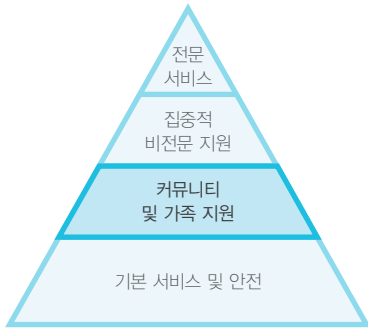 전문
서비스
집중적
비전문 지원
커뮤니티
및 가족 지원
기본 서비스 및 안전